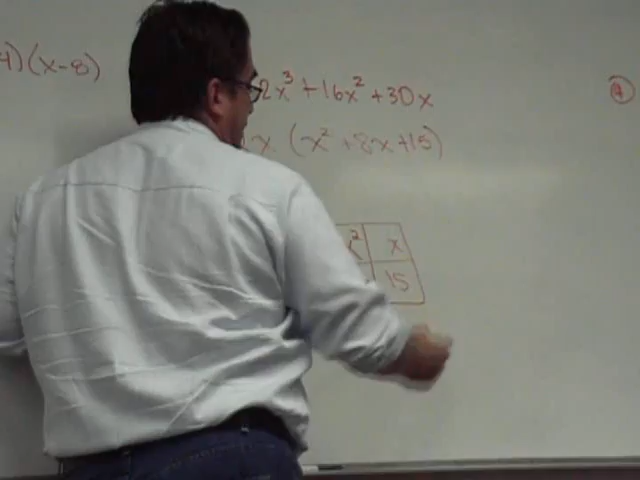 4)(x-8)
2x³ +16x² +30x
x (x² +8x+15)
x² x
15
④